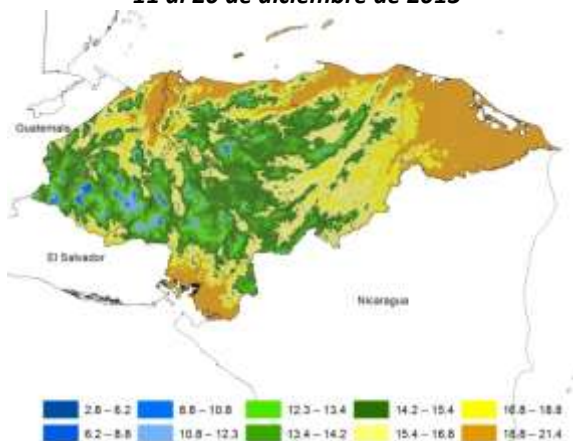 11 al 20 de diciembre de 2013
Guatemala
El Salvador
Nicaragua
2.8 – 6.2 8.8 – 10.8 12.3 – 13.4 14.2 – 15.4 16.8 – 18.8
6.2 – 8.8 10.8 – 12.3 13.4 – 14.2 15.4 – 16.8 18.8 – 21.4